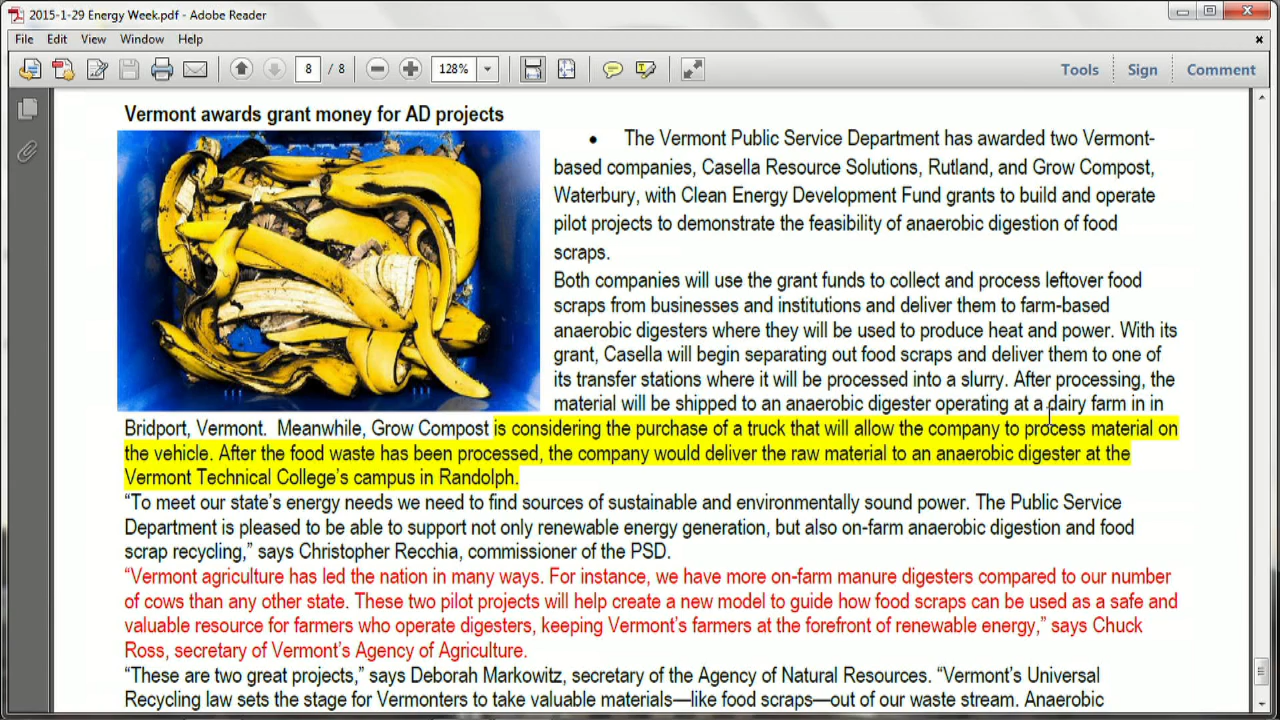 2015-1-29 Energy Week.pdf - Adobe Reader
File Edit View Window Help
8 / 8 128% Tools Sign Comment
Vermont awards grant money for AD projects
• The Vermont Public Service Department has awarded two Vermont-
based companies, Casella Resource Solutions, Rutland, and Grow Compost,
Waterbury, with Clean Energy Development Fund grants to build and operate
pilot projects to demonstrate the feasibility of anaerobic digestion of food
scraps.
Both companies will use the grant funds to collect and process leftover food
scraps from businesses and institutions and deliver them to farm-based
anaerobic digesters where they will be used to produce heat and power. With its
grant, Casella will begin separating out food scraps and deliver them to one of
its transfer stations where it will be processed into a slurry. After processing, the
material will be shipped to an anaerobic digester operating at a dairy farm in in
Bridport, Vermont. Meanwhile, Grow Compost is considering the purchase of a truck that will allow the company to process material on
the vehicle. After the food waste has been processed, the company would deliver the raw material to an anaerobic digester at the
Vermont Technical College’s campus in Randolph.
“To meet our state’s energy needs we need to find sources of sustainable and environmentally sound power. The Public Service
Department is pleased to be able to support not only renewable energy generation, but also on-farm anaerobic digestion and food
scrap recycling,” says Christopher Recchia, commissioner of the PSD.
“Vermont agriculture has led the nation in many ways. For instance, we have more on-farm manure digesters compared to our number
of cows than any other state. These two pilot projects will help create a new model to guide how food scraps can be used as a safe and
valuable resource for farmers who operate digesters, keeping Vermont’s farmers at the forefront of renewable energy,” says Chuck
Ross, secretary of Vermont’s Agency of Agriculture.
“These are two great projects,” says Deborah Markowitz, secretary of the Agency of Natural Resources. “Vermont’s Universal
Recycling law sets the stage for Vermonters to take valuable materials—like food scraps—out of our waste stream. Anaerobic